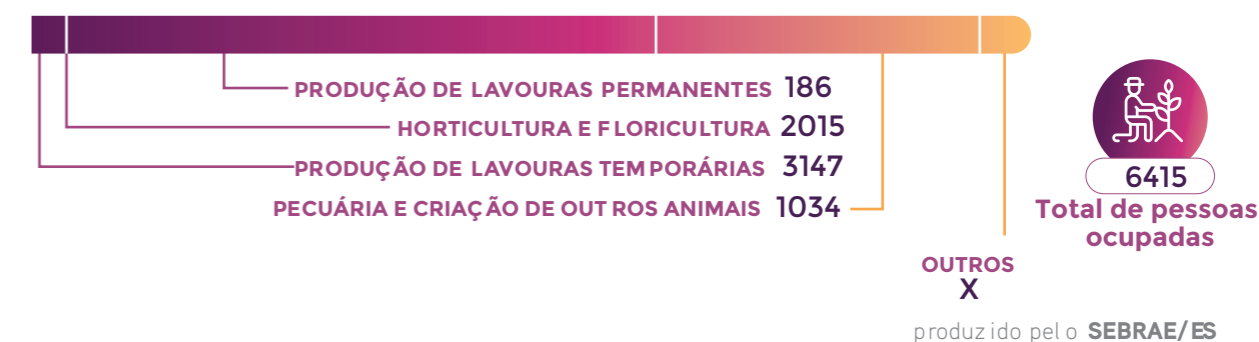 PRODUÇÃO DE LAVOURAS PERMANENTES 186
HORTICULTURA E FLORICULTURA 2015
PRODUÇÃO DE LAVOURAS TEMPORÁRIAS 3147
PECUÁRIA E CRIAÇÃO DE OUTROS ANIMAIS 1034
OUTROS
X
6415
Total de pessoas
ocupadas
produzido pelo SEBRAE/ES